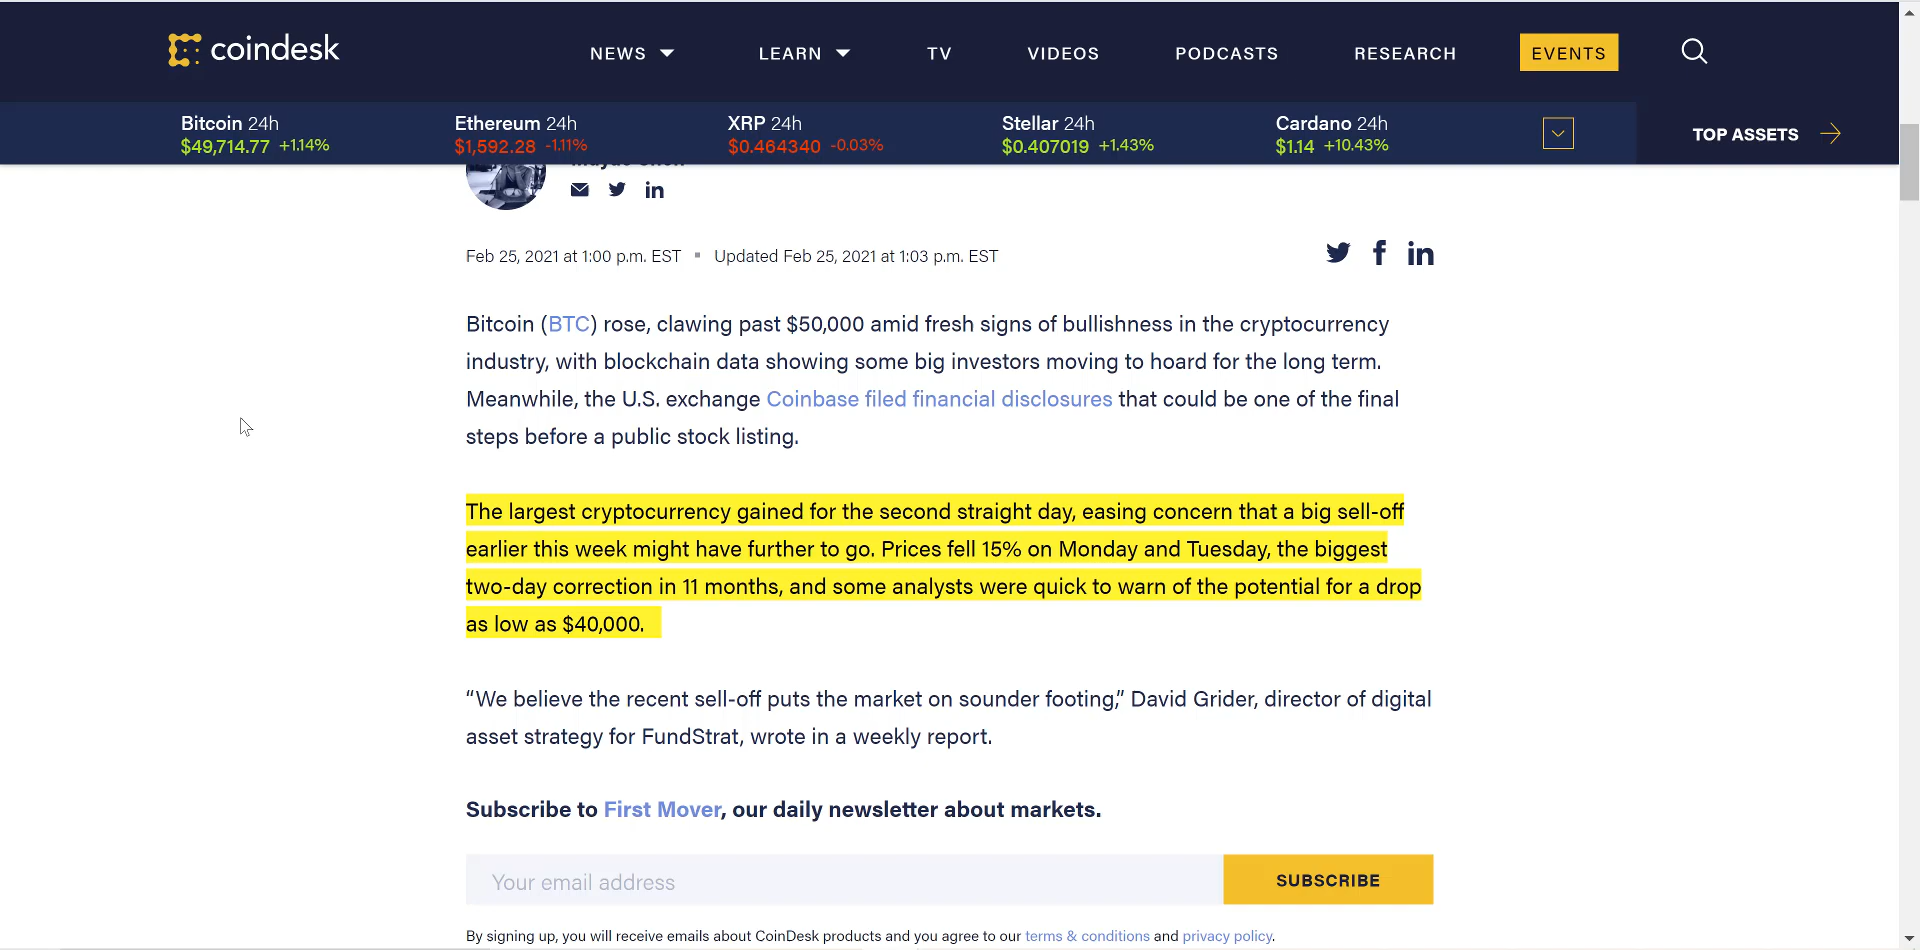 coindesk
NEWS LEARN TV VIDEOS PODCASTS RESEARCH EVENTS
Bitcoin 24h Ethereum 24h XRP 24h Stellar 24h Cardano 24h
$49,714.77 +1.14% $1,592.28 -1.11% $0.464340 -0.03% $0.407019 +1.43% $1.14 +10.43%
TOP ASSETS
Feb 25, 2021 at 1:00 p.m. EST ▪ Updated Feb 25, 2021 at 1:03 p.m. EST
Bitcoin (BTC) rose, clawing past $50,000 amid fresh signs of bullishness in the cryptocurrency
industry, with blockchain data showing some big investors moving to hoard for the long term.
Meanwhile, the U.S. exchange Coinbase filed financial disclosures that could be one of the final
steps before a public stock listing.
The largest cryptocurrency gained for the second straight day, easing concern that a big sell-off
earlier this week might have further to go. Prices fell 15% on Monday and Tuesday, the biggest
two-day correction in 11 months, and some analysts were quick to warn of the potential for a drop
as low as $40,000.
“We believe the recent sell-off puts the market on sounder footing,” David Grider, director of digital
asset strategy for FundStrat, wrote in a weekly report.
Subscribe to First Mover, our daily newsletter about markets.
Your email address
SUBSCRIBE
By signing up, you will receive emails about CoinDesk products and you agree to our terms & conditions and privacy policy.